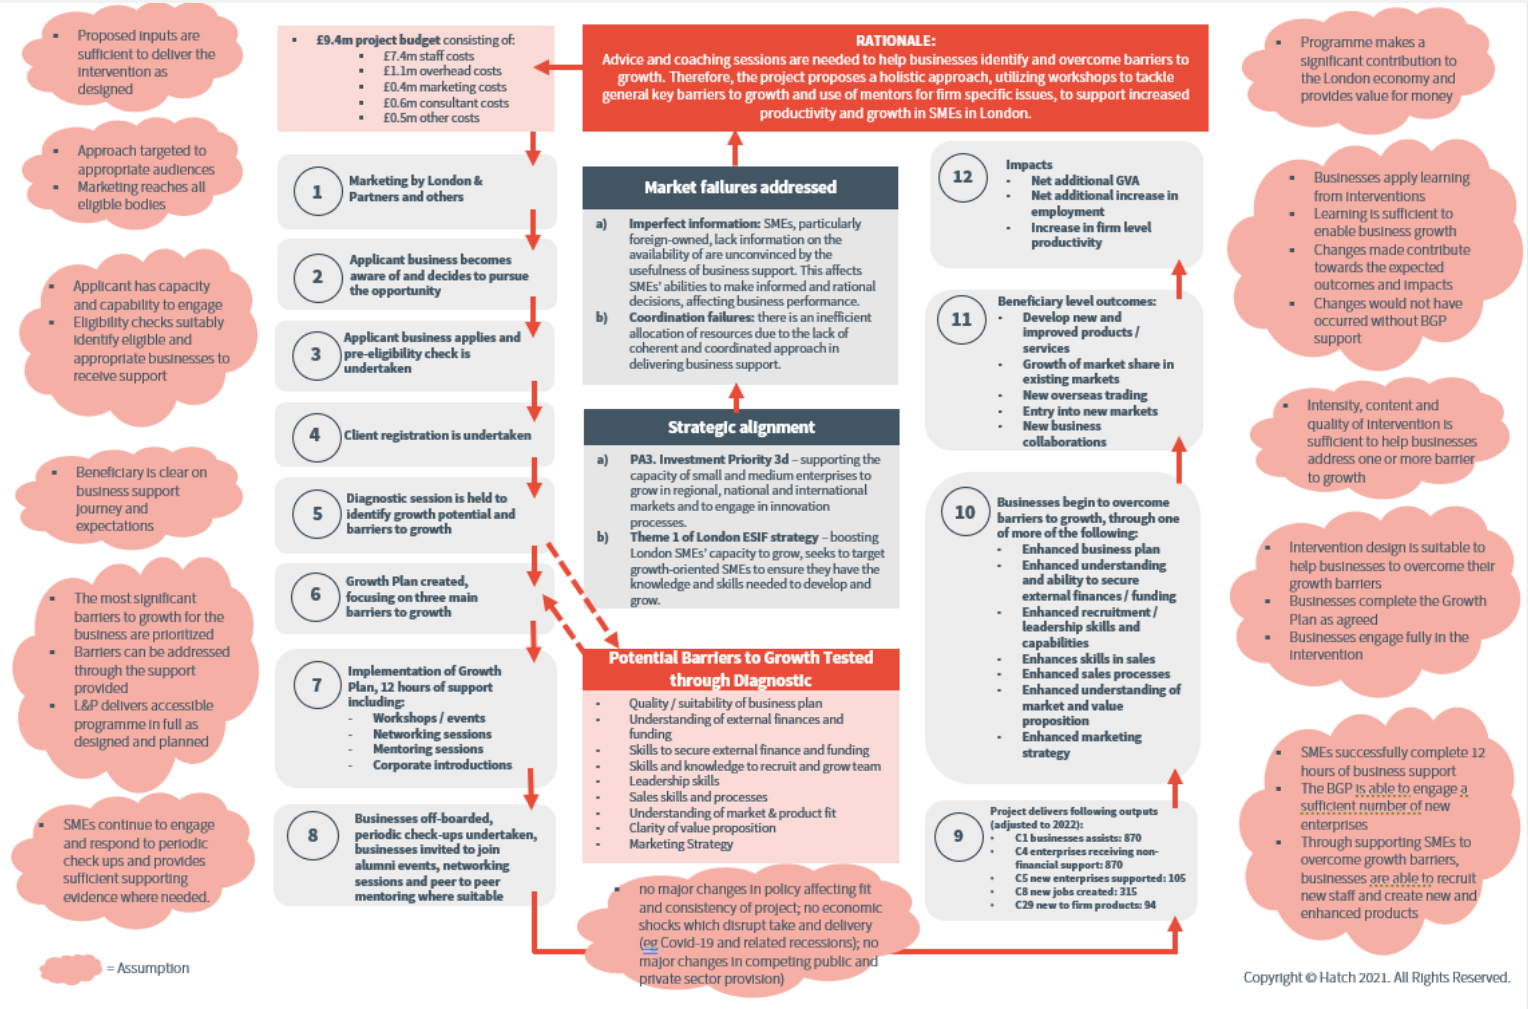 ▪ Proposed inputs are
sufficient to deliver the
intervention as
designed
▪ Approach targeted to
appropriate audiences
▪ Marketing reaches all
eligible bodies
▪ Applicant has capacity
and capability to engage
▪ Eligibility checks suitably
identify eligible and
appropriate businesses to
receive support
▪ Beneficiary is clear on
business support
journey and
expectations
▪ The most significant
barriers to growth for the
business are prioritized
▪ Barriers can be addressed
through the support
provided
▪ L&P delivers accessible
programme in full as
designed and planned
▪ SMEs continue to engage
and respond to periodic
check ups and provides
sufficient supporting
evidence where needed.
= Assumption
▪ £9.4m project budget consisting of:
▪ £7.4m staff costs
▪ £1.1m overhead costs
▪ £0.4m marketing costs
▪ £0.6m consultant costs
▪ £0.5m other costs
1
Marketing by London &
Partners and others
2
Applicant business becomes
aware of and decides to pursue
the opportunity
3
Applicant business applies and
pre-eligibility check is
undertaken
4
Client registration is undertaken
5
Diagnostic session is held to
identify growth potential and
barriers to growth
6
Growth Plan created,
focusing on three main
barriers to growth
7
Implementation of Growth
Plan, 12 hours of support
including:
- Workshops / events
- Networking sessions
- Mentoring sessions
- Corporate introductions
8
Businesses off-boarded,
periodic check-ups undertaken,
businesses invited to join
alumni events, networking
sessions and peer to peer
mentoring where suitable
RATIONALE:
Advice and coaching sessions are needed to help businesses identify and overcome barriers to
growth. Therefore, the project proposes a holistic approach, utilizing workshops to tackle
general key barriers to growth and use of mentors for firm specific issues, to support increased
productivity and growth in SMEs in London.
Market failures addressed
a) Imperfect information: SMEs, particularly
foreign-owned, lack information on the
availability of are unconvinced by the
usefulness of business support. This affects
SMEs' abilities to make informed and rational
decisions, affecting business performance.
b) Coordination failures: there is an inefficient
allocation of resources due to the lack of
coherent and coordinated approach in
delivering business support.
Strategic alignment
a) PA3. Investment Priority 3d – supporting the
capacity of small and medium enterprises to
grow in regional, national and international
markets and to engage in innovation
processes.
b) Theme 1 of London ESIF strategy – boosting
London SMEs' capacity to grow, seeks to target
growth-oriented SMEs to ensure they have the
knowledge and skills needed to develop and
grow.
Potential Barriers to Growth Tested
through Diagnostic
- Quality / suitability of business plan
- Understanding of external finances and
funding
- Skills to secure external finance and funding
- Skills and knowledge to recruit and grow team
- Leadership skills
- Sales skills and processes
- Understanding of market & product fit
- Clarity of value proposition
- Marketing Strategy
▪ no major changes in policy affecting fit
and consistency of project; no economic
shocks which disrupt take and delivery
(eg Covid-19 and related recessions); no
major changes in competing public and
private sector provision)
12
Impacts
- Net additional GVA
- Net additional increase in
employment
- Increase in firm level
productivity
11
Beneficiary level outcomes:
- Develop new and
improved products /
services
- Growth of market share in
existing markets
- New overseas trading
- Entry into new markets
- New business
collaborations
10
Businesses begin to overcome
barriers to growth, through one
of more of the following:
- Enhanced business plan
- Enhanced understanding
and ability to secure
external finances / funding
- Enhanced recruitment /
leadership skills and
capabilities
- Enhances skills in sales
- Enhanced sales processes
- Enhanced understanding of
market and value
proposition
- Enhanced marketing
strategy
9
Project delivers following outputs
(adjusted to 2022):
• C1 businesses assists: 870
• C4 enterprises receiving non-
financial support: 870
• C5 new enterprises supported: 105
• C8 new jobs created: 315
• C29 new to firm products: 94
▪ Programme makes a
significant contribution to
the London economy and
provides value for money
▪ Businesses apply learning
from interventions
▪ Learning is sufficient to
enable business growth
▪ Changes made contribute
towards the expected
outcomes and impacts
▪ Changes would not have
occurred without BGP
support
▪ Intensity, content and
quality of intervention is
sufficient to help businesses
address one or more barrier
to growth
▪ Intervention design is suitable to
help businesses to overcome their
growth barriers
▪ Businesses complete the Growth
Plan as agreed
▪ Businesses engage fully in the
intervention
▪ SMEs successfully complete 12
hours of business support
▪ The BGP is able to engage a
sufficient number of new
enterprises
▪ Through supporting SMEs to
overcome growth barriers,
businesses are able to recruit
new staff and create new and
enhanced products
Copyright © Hatch 2021. All Rights Reserved.